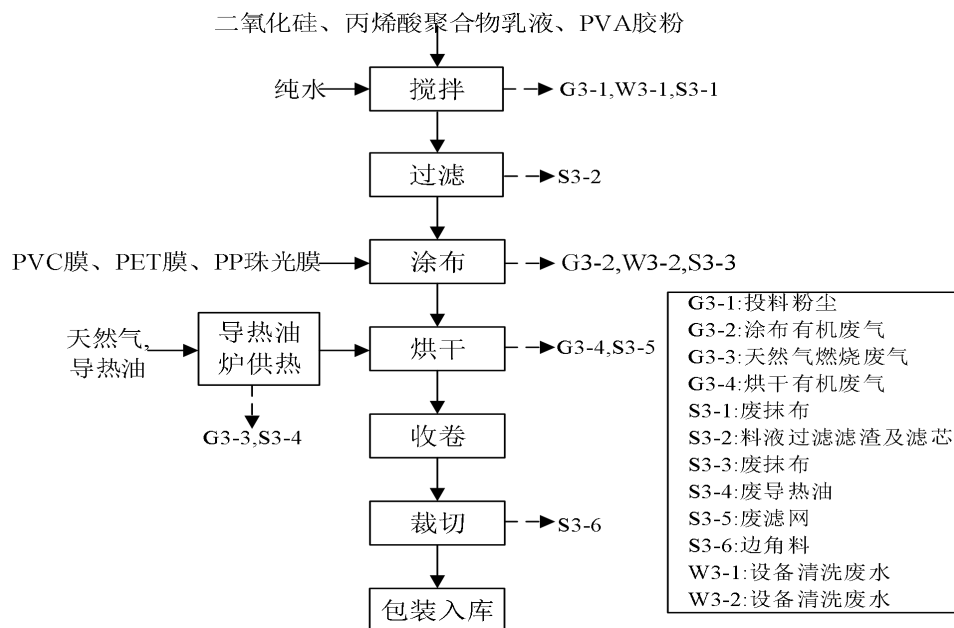 二氧化硅、丙烯酸聚合物乳液、PVA胶粉
纯水
搅拌
G3-1,W3-1,S3-1
过滤
S3-2
PVC膜、PET膜、PP珠光膜
涂布
G3-2,W3-2,S3-3
天然气,
导热油
导热油
炉供热
烘干
G3-4,S3-5
G3-3,S3-4
收卷
裁切
S3-6
包装入库
G3-1:投料粉尘
G3-2:涂布有机废气
G3-3:天然气燃烧废气
G3-4:烘干有机废气
S3-1:废抹布
S3-2:料液过滤滤渣及滤芯
S3-3:废抹布
S3-4:废导热油
S3-5:废滤网
S3-6:边角料
W3-1:设备清洗废水
W3-2:设备清洗废水